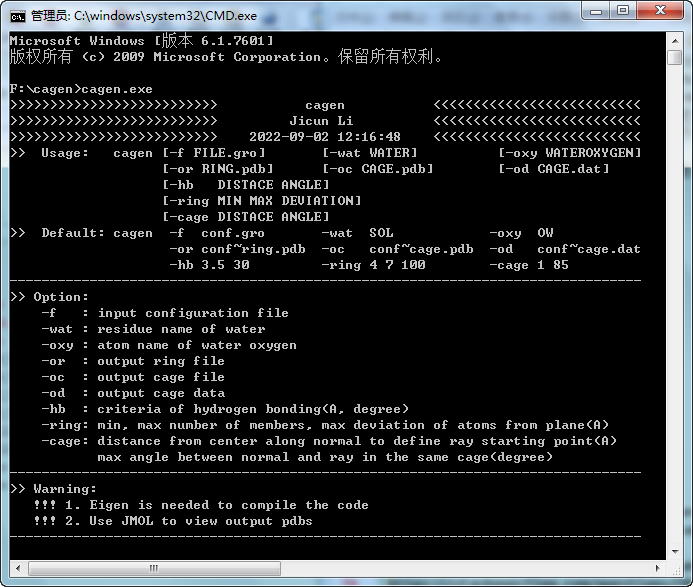 管理员: C:\windows\system32\CMD.exe
Microsoft Windows [版本 6.1.7601]
版权所有 (c) 2009 Microsoft Corporation。保留所有权利。
F:\cagen>cagen.exe
>>>>>>>>>>>>>>>>>>>>>>>>>>           cagen           <<<<<<<<<<<<<<<<<<<<<<<<<<
>>>>>>>>>>>>>>>>>>>>>>>>>>         Jicun Li          <<<<<<<<<<<<<<<<<<<<<<<<<<
>>>>>>>>>>>>>>>>>>>>>>>>>>    2022-09-02 12:16:48    <<<<<<<<<<<<<<<<<<<<<<<<<<
>>  Usage:   cagen [-f FILE.gro]       [-wat WATER]          [-oxy WATEROXYGEN]
                   [-or RING.pdb]      [-oc CAGE.pdb]        [-od CAGE.dat]
                   [-hb   DISTACE ANGLE]
                   [-ring MIN MAX DEVIATION]
                   [-cage DISTACE ANGLE]
>>  Default: cagen  -f  conf.gro       -wat  SOL            -oxy  OW
                    -or conf~ring.pdb  -oc   conf~cage.pdb  -od   conf~cage.dat
                    -hb 3.5 30         -ring 4 7 100        -cage 1 85
-------------------------------------------------------------------------------
>> Option:
    -f   : input configuration file
    -wat : residue name of water
    -oxy : atom name of water oxygen
    -or  : output ring file
    -oc  : output cage file
    -od  : output cage data
    -hb  : criteria of hydrogen bonding(A, degree)
    -ring: min, max number of members, max deviation of atoms from plane(A)
    -cage: distance from center along normal to define ray starting point(A)
           max angle between normal and ray in the same cage(degree)
-------------------------------------------------------------------------------
>> Warning:
   !!! 1. Eigen is needed to compile the code
   !!! 2. Use JMOL to view output pdbs
-------------------------------------------------------------------------------